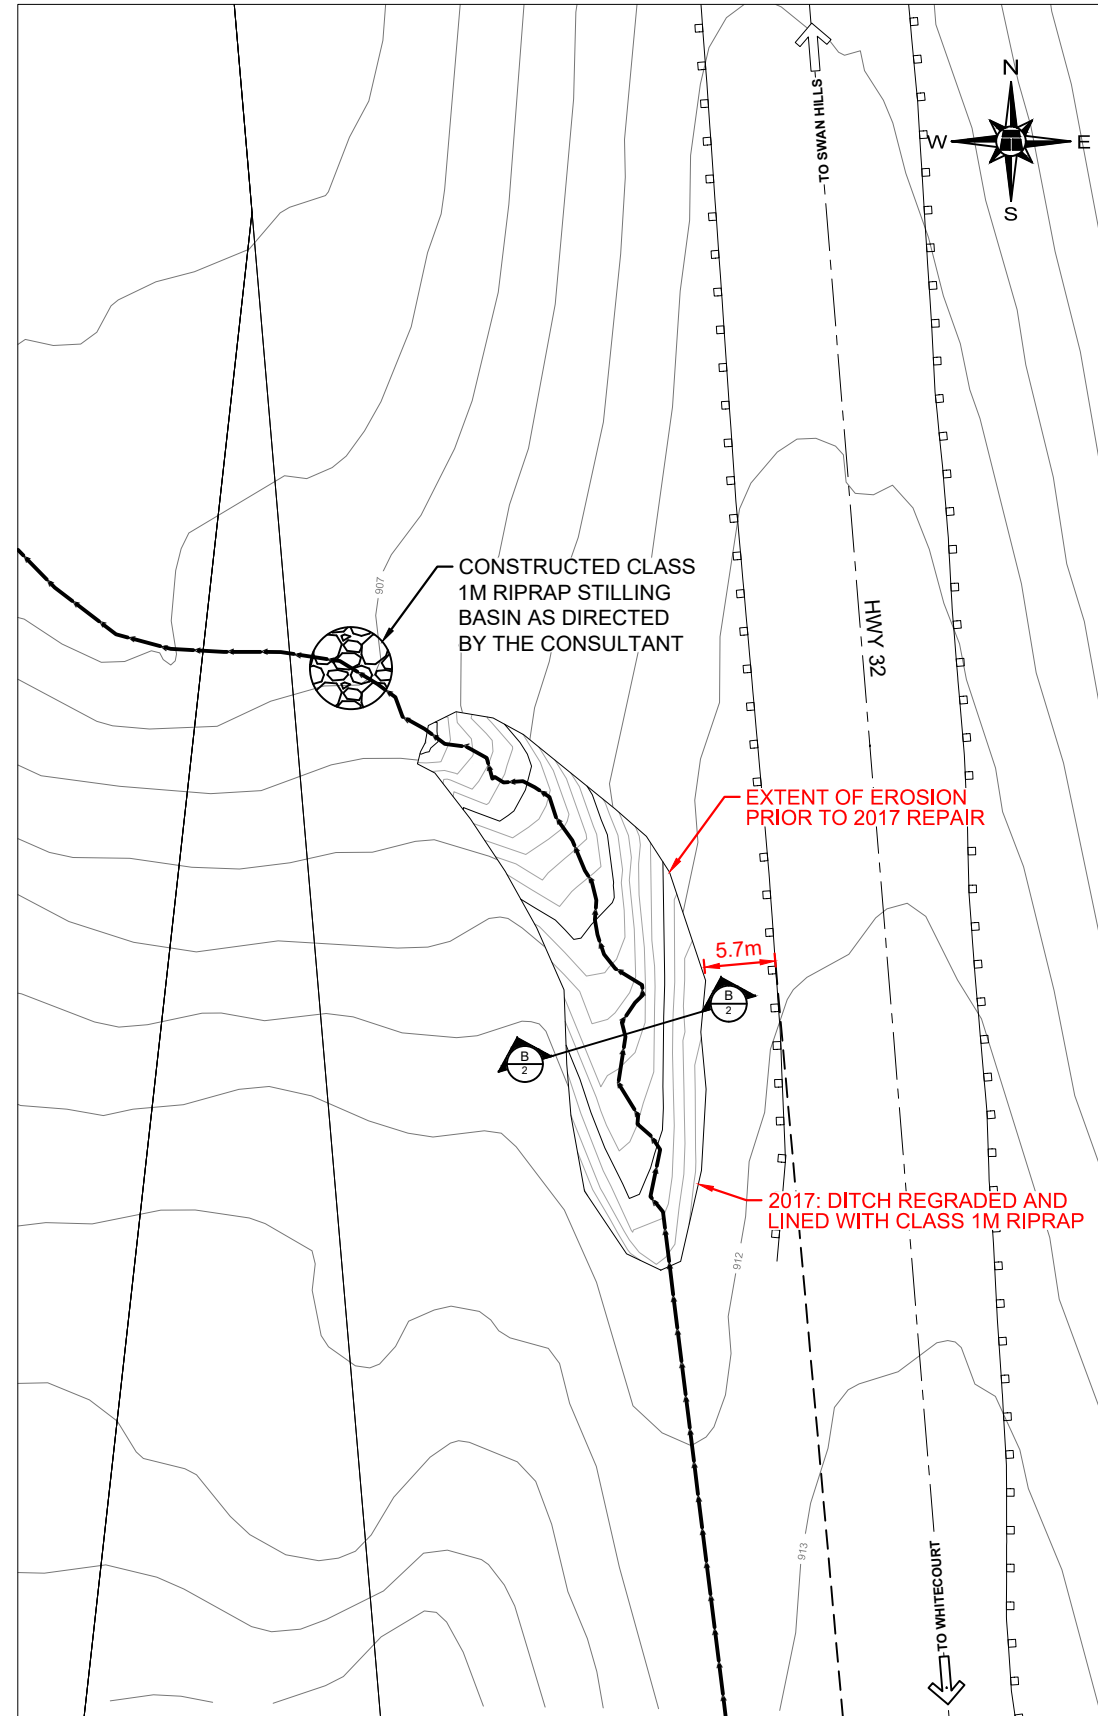 TO SWAN HILLS
N
W
E
S
907
CONSTRUCTED CLASS
1M RIPRAP STILLING
BASIN AS DIRECTED
BY THE CONSULTANT
HWY 32
EXTENT OF EROSION
PRIOR TO 2017 REPAIR
5.7m
B
2
B
2
2017: DITCH REGRADED AND
LINED WITH CLASS 1M RIPRAP
912
913
TO WHITECOURT